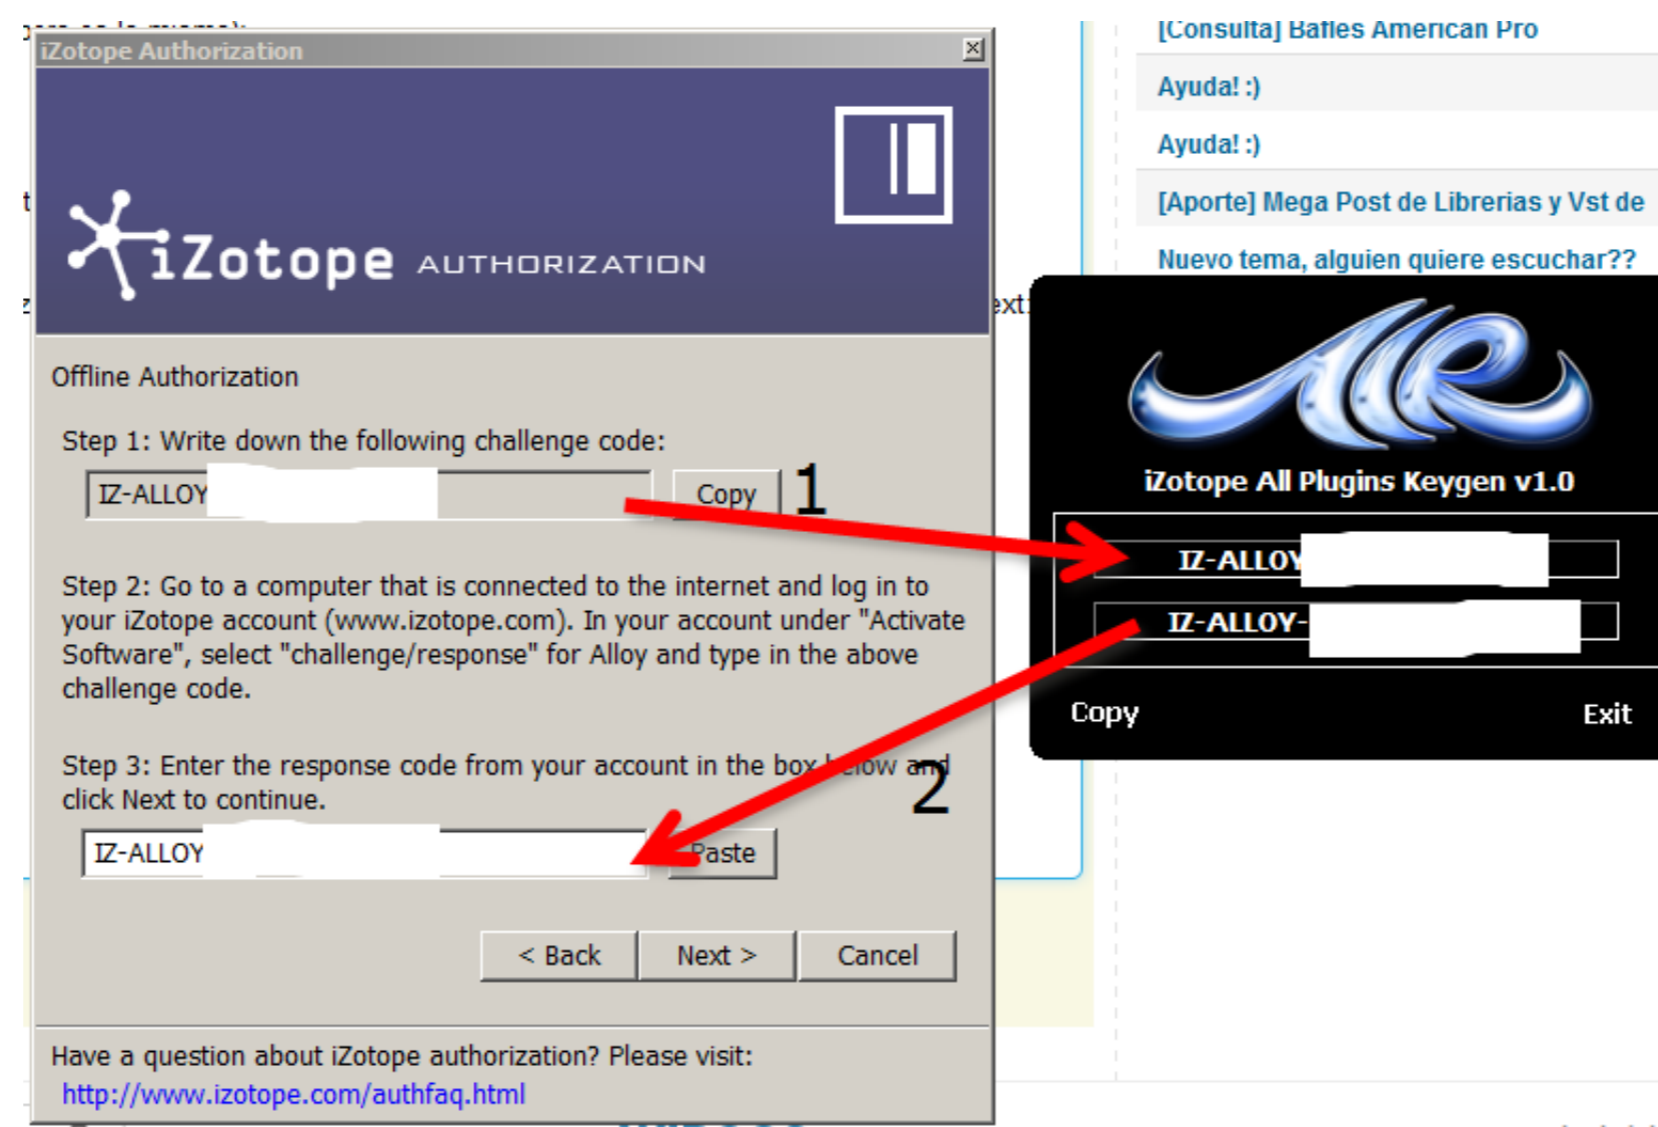 iZotope Authorization
iZotope AUTHORIZATION
Offline Authorization
Step 1: Write down the following challenge code:
IZ-ALLOY
Copy
1
Step 2: Go to a computer that is connected to the internet and log in to
your iZotope account (www.izotope.com). In your account under "Activate
Software", select "challenge/response" for Alloy and type in the above
challenge code.
Step 3: Enter the response code from your account in the box below and
click Next to continue.
2
IZ-ALLOY
Paste
< Back
Next >
Cancel
Have a question about iZotope authorization? Please visit:
http://www.izotope.com/authfaq.html
[Consulta] Bafles American Pro
Ayuda! :)
Ayuda! :)
[Aporte] Mega Post de Librerias y Vst de
Nuevo tema, alguien quiere escuchar??
iZotope All Plugins Keygen v1.0
IZ-ALLOY
IZ-ALLOY-
Copy
Exit